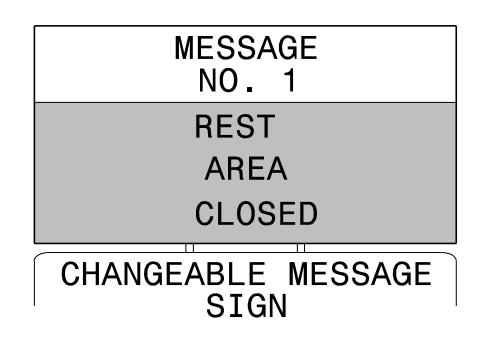 MESSAGE
NO. 1
REST
AREA
CLOSED
CHANGEABLE MESSAGE
SIGN